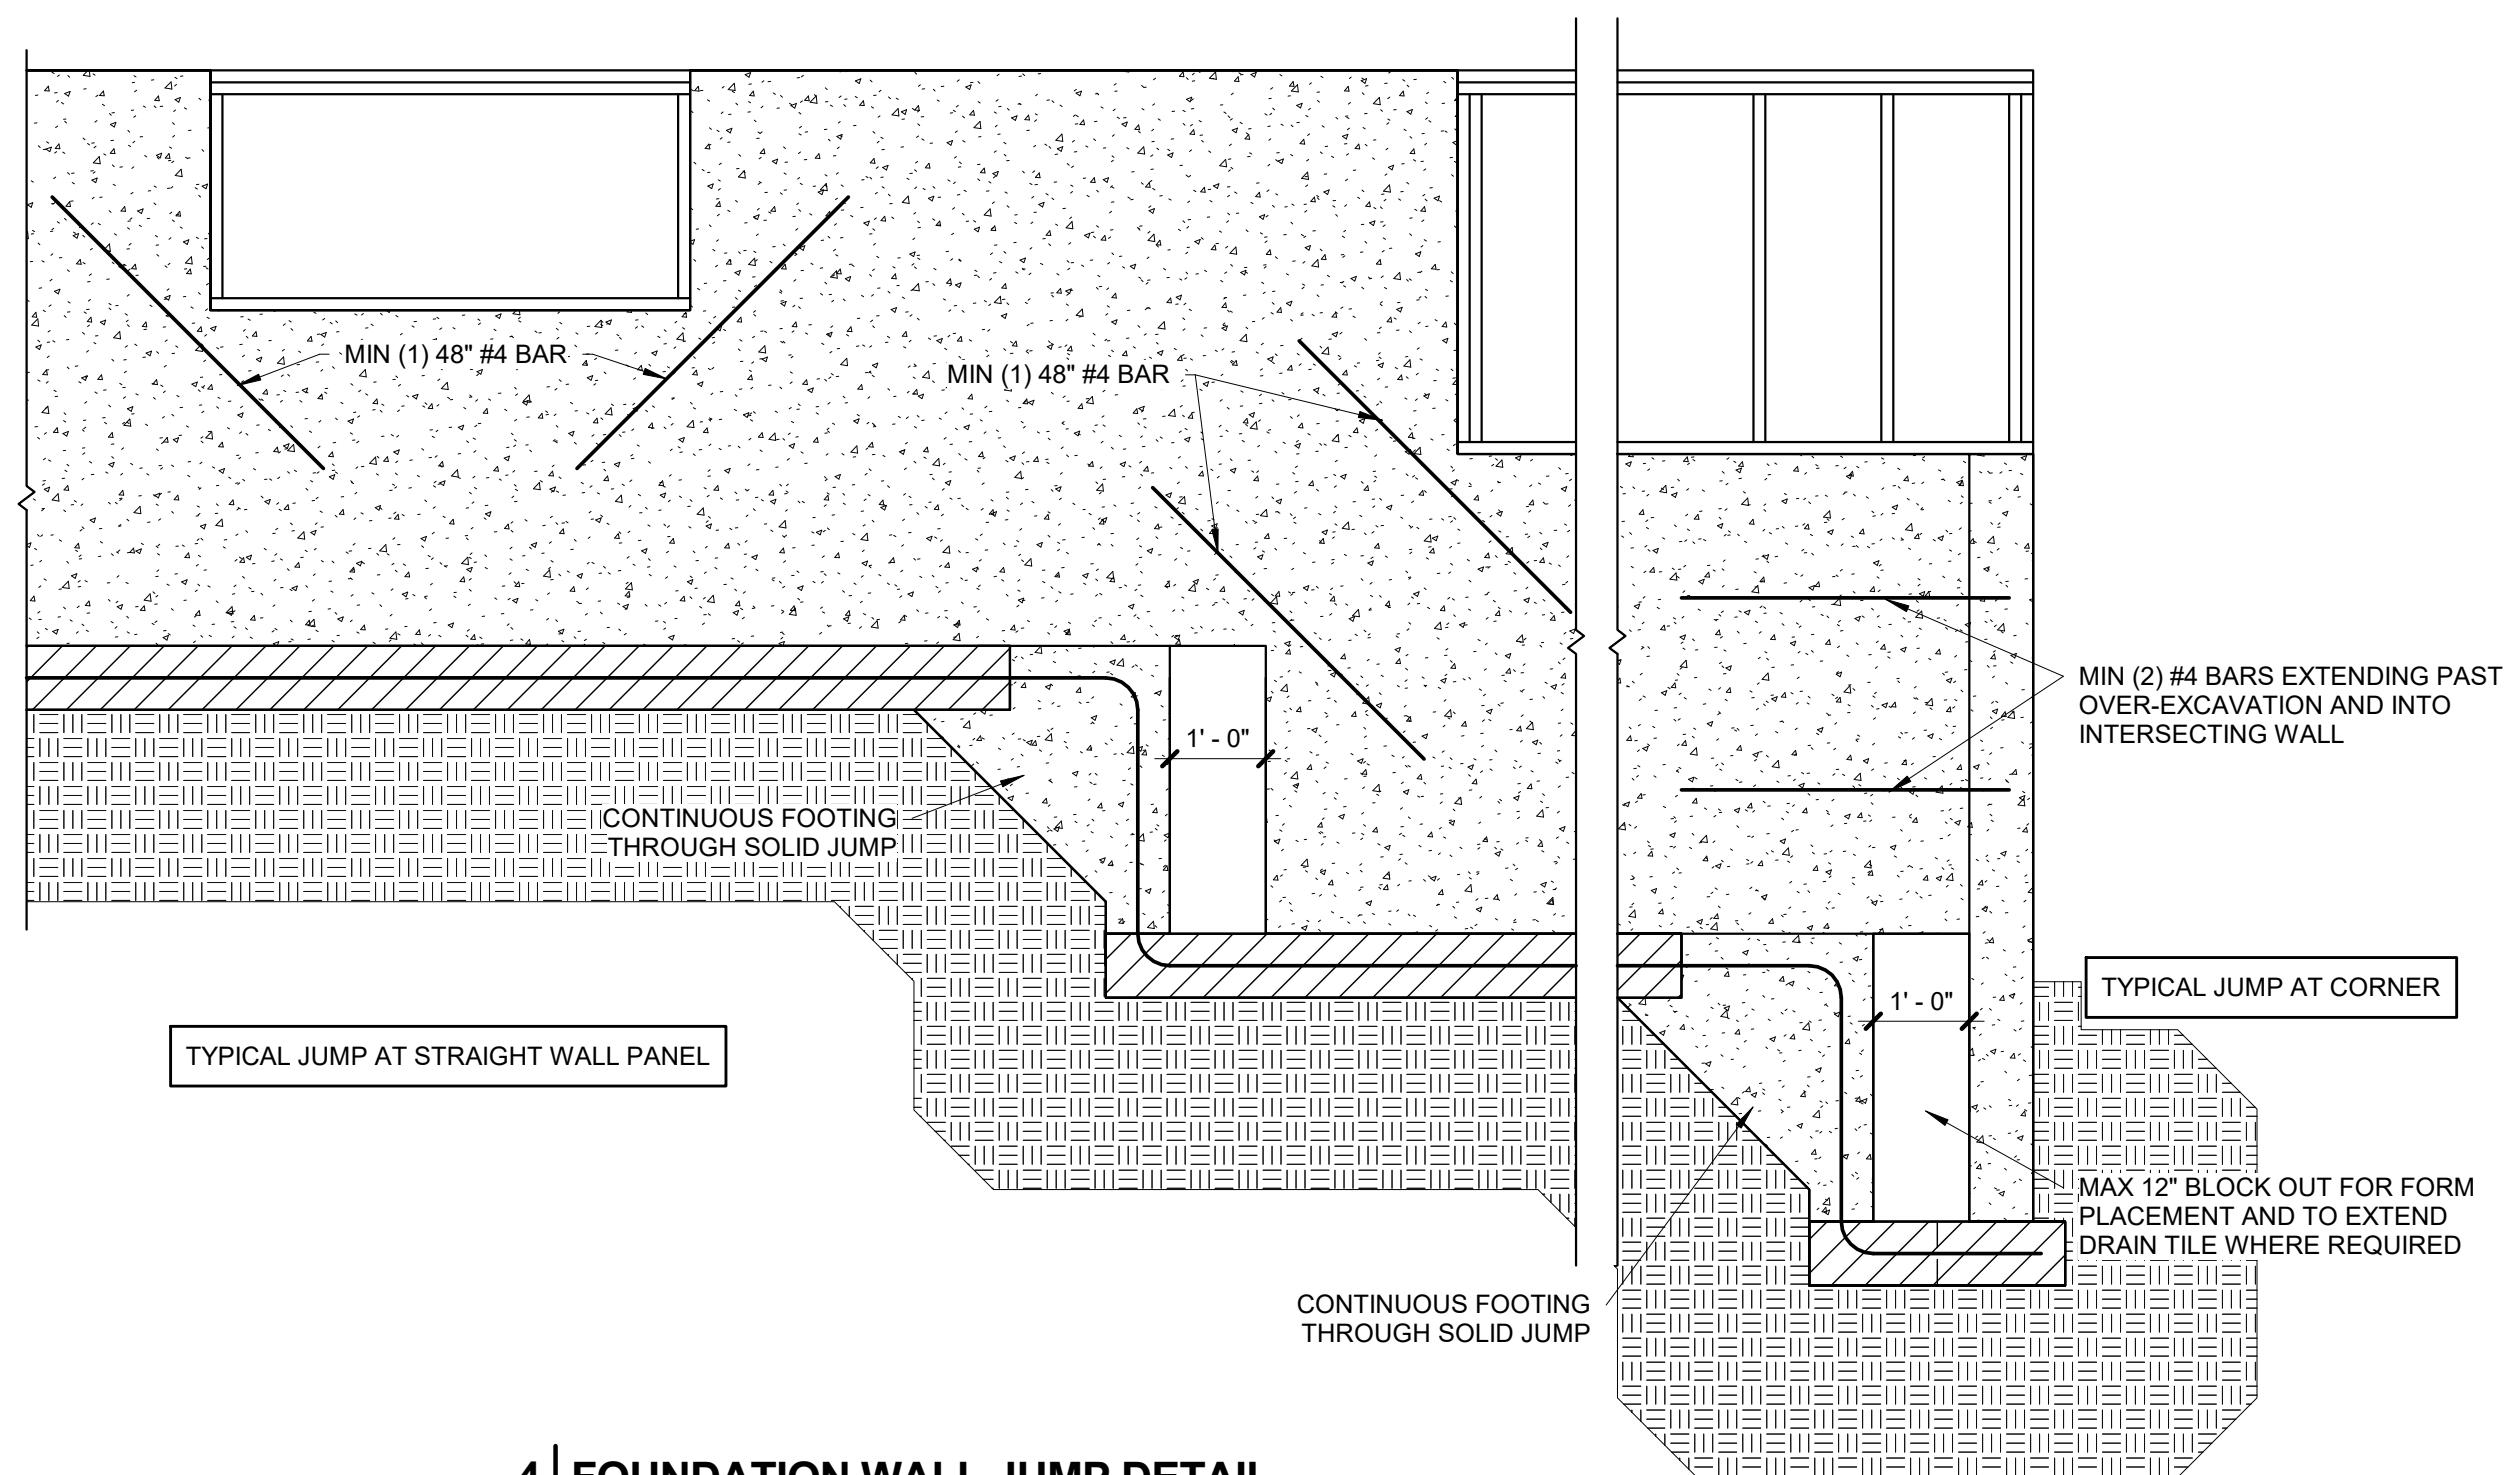 MIN (1) 48" #4 BAR
MIN (1) 48" #4 BAR
MIN (2) #4 BARS EXTENDING PAST
OVER-EXCAVATION AND INTO
INTERSECTING WALL
1' - 0"
CONTINUOUS FOOTING
THROUGH SOLID JUMP
TYPICAL JUMP AT CORNER
1' - 0"
TYPICAL JUMP AT STRAIGHT WALL PANEL
MAX 12" BLOCK OUT FOR FORM
PLACEMENT AND TO EXTEND
DRAIN TILE WHERE REQUIRED
CONTINUOUS FOOTING
THROUGH SOLID JUMP
4 FOUNDATION WALL JUMP DETAIL